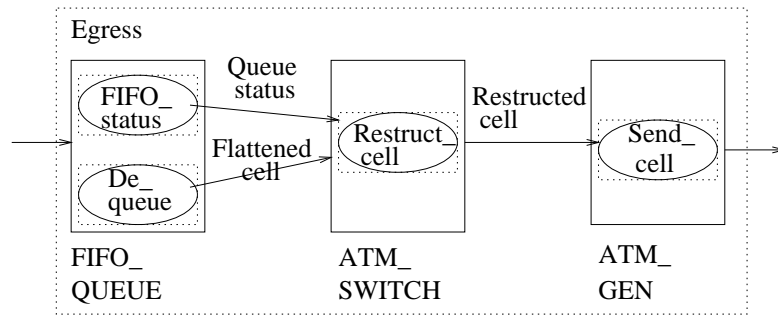 Egress
FIFO_
status
De_
queue
FIFO_
QUEUE
Queue
status
Flattened
cell
Restruct_
cell
ATM_
SWITCH
Restructed
cell
Send_
cell
ATM_
GEN